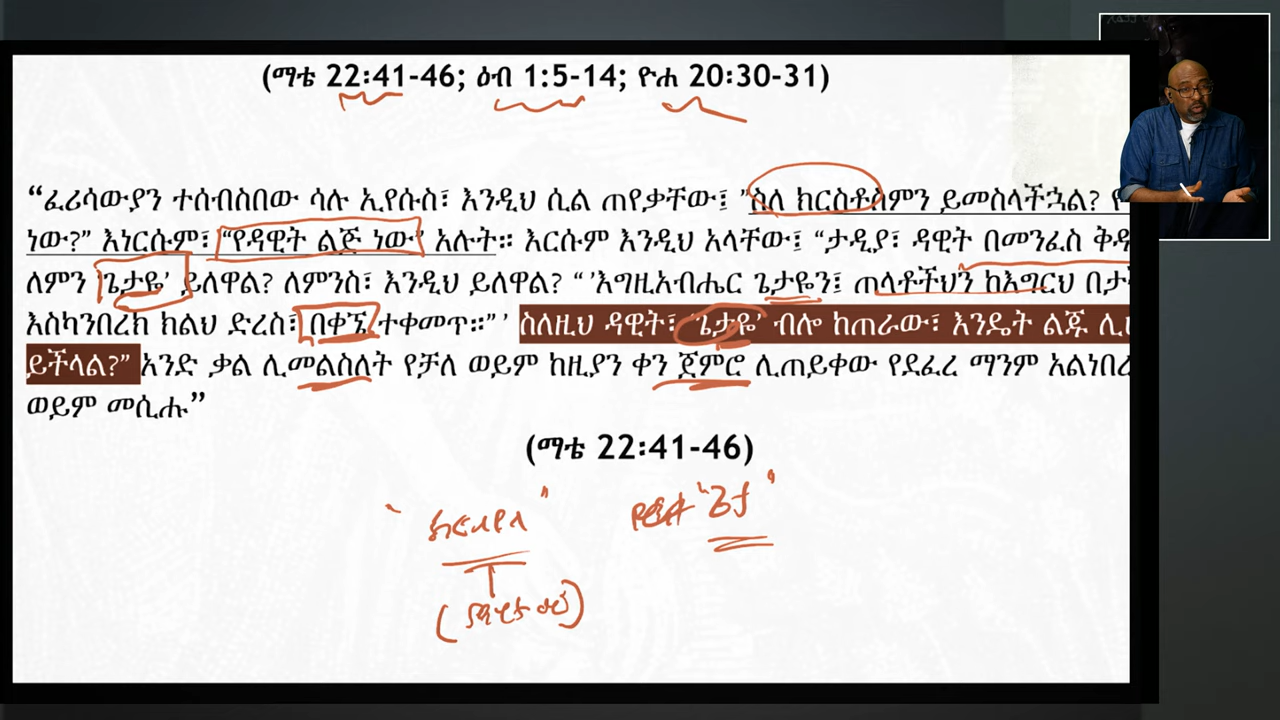 (ማቴ 22፡41-46; ዕብ 1:5-14; ዮሐ 20:30-31)
“ፈሪሳውያን ተሰብስበው ሳሉ ኢየሱስ፣ እንዲህ ሲል ጠየቃቸው፤ ”ስለ ክርስቶስ ምን ይመስላችኋል? የ
ነው?” እነርሱም፣ “የዳዊት ልጅ ነው” አሉት። እርሱም እንዲህ አላቸው፤ “ታዲያ፣ ዳዊት በመንፈስ ቅዱ
ለምን ‘ጌታዬ’ ይለዋል? ለምንስ፣ እንዲህ ይለዋል? “ ’እግዚአብሔር ጌታዬን፤ ጠላቶችህን ከእግርህ በታ
እስካንበረክ ክልህ ድረስ፣ በቀኜ ተቀመጥ።” ’ ስለዚህ ዳዊት፣ ‘ጌታዬ’ ብሎ ከጠራው፣ እንዴት ልጁ ሊ
ይችላል?” አንድ ቃል ሊመልስለት የቻለ ወይም ከዚያን ቀን ጀምሮ ሊጠይቀው የደፈረ ማንም አልነበረ
ወይም መሲሑ”
(ማቴ 22፡41-46)
“ጌታ”